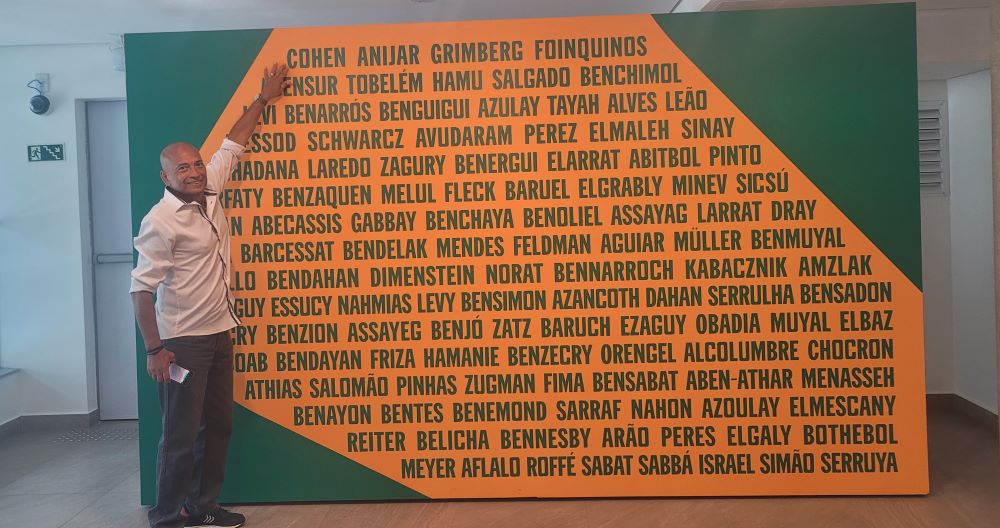 COHEN ANIJAR GRIMBERG FOINQUINOS
ENSUR TOBELÉM HAMU SALGADO BENCHIMOL
BENARRÓS BENGUIGUI AZULAY TAYAH ALVES LEÃO
ESSOD SCHWARCZ AVUDARAM PEREZ ELMALEH SINAY
HADANA LAREDO ZAGURY BENERGUI ELARRAT ABITBOL PINTO
FATY BENZAQUEN MELUL FLECK BARUEL ELGRABLY MINEV SICSÚ
N ABECASSIS GABBAY BENCHAYA BENOLIEL ASSAYAG LARRAT DRAY
BARCESSAT BENDELAK MENDES FELDMAN AGUIAR MÜLLER BENMUYAL
LLO BENDAHAN DIMENSTEIN NORAT BENNARROCH KABACZNIK AMZLAK
GUY ESSUCY NAHMIAS LEVY BENSIMON AZANCOTH DAHAN SERRULHA BENSADON
RY BENZION ASSAYEG BENJÓ ZATZ BARUCH EZAGUY OBADIA MUYAL ELBAZ
OAB BENDAYAN FRIZA HAMANIE BENZECRY ORENGEL ALCOLUMBRE CHOCRON
ATHIAS SALOMÃO PINHAS ZUGMAN FIMA BENSABAT ABEN-ATHAR MENASSEH
BENAYON BENTES BENEMOND SARRAF NAHON AZOULAY ELMESCANY
REITER BELICHA BENNESBY ARÃO PERES ELGALY BOTHEBOL
MEYER AFLALO ROFFÉ SABAT SABBÁ ISRAEL SIMÃO SERRUYA